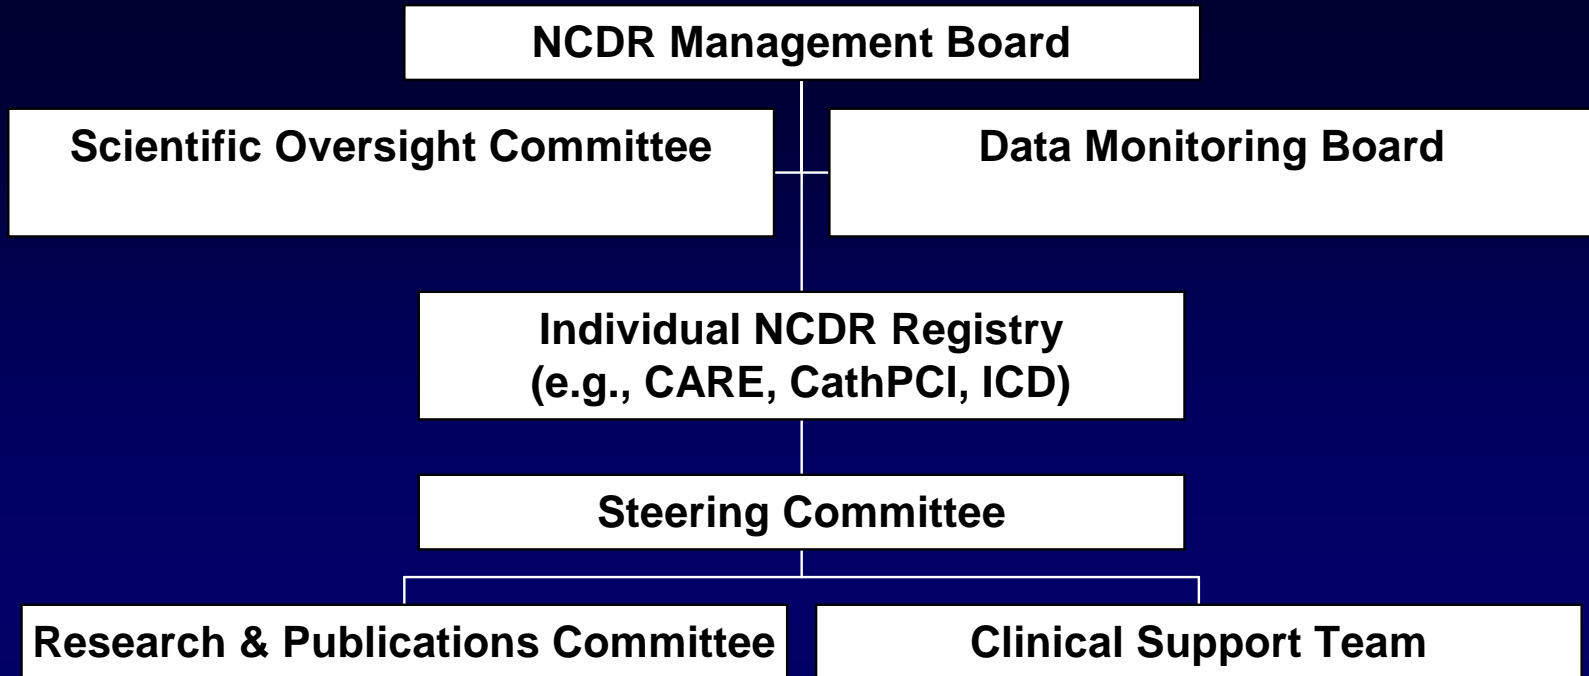 NCDR Management Board
Scientific Oversight Committee
Data Monitoring Board
Individual NCDR Registry
(e.g., CARE, CathPCI, ICD)
Steering Committee
Research & Publications Committee
Clinical Support Team